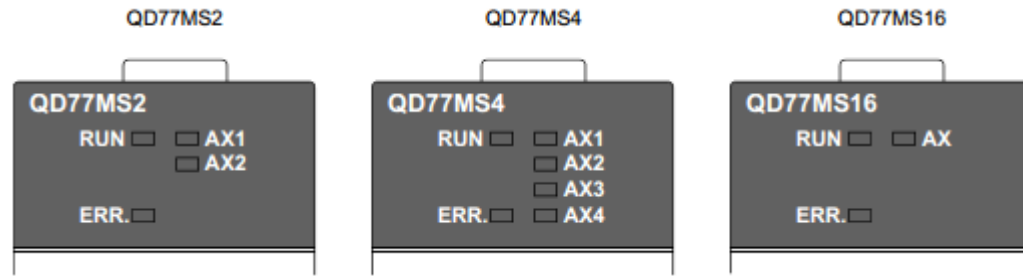 QD77MS2
QD77MS4
QD77MS16
QD77MS2
RUN AX1
AX2
ERR.
QD77MS4
RUN AX1
AX2
AX3
ERR. AX4
QD77MS16
RUN AX
ERR.